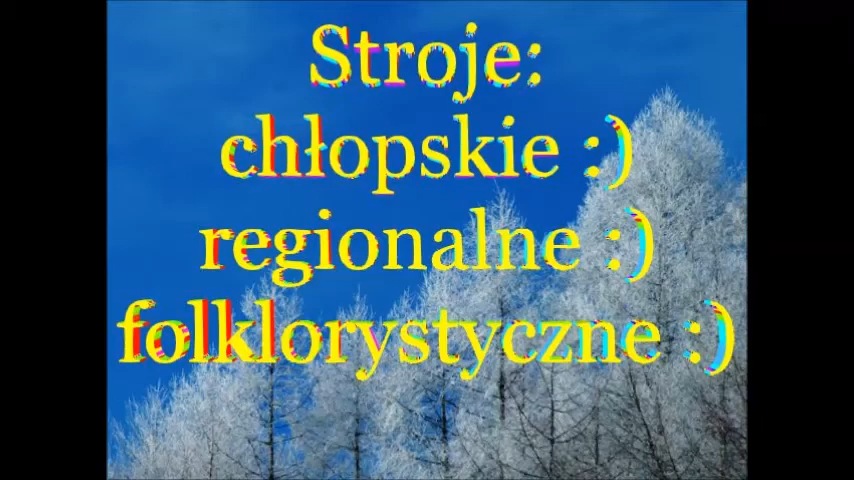 Stroje:
chłopskie :)
regionalne :)
folklorystyczne :)